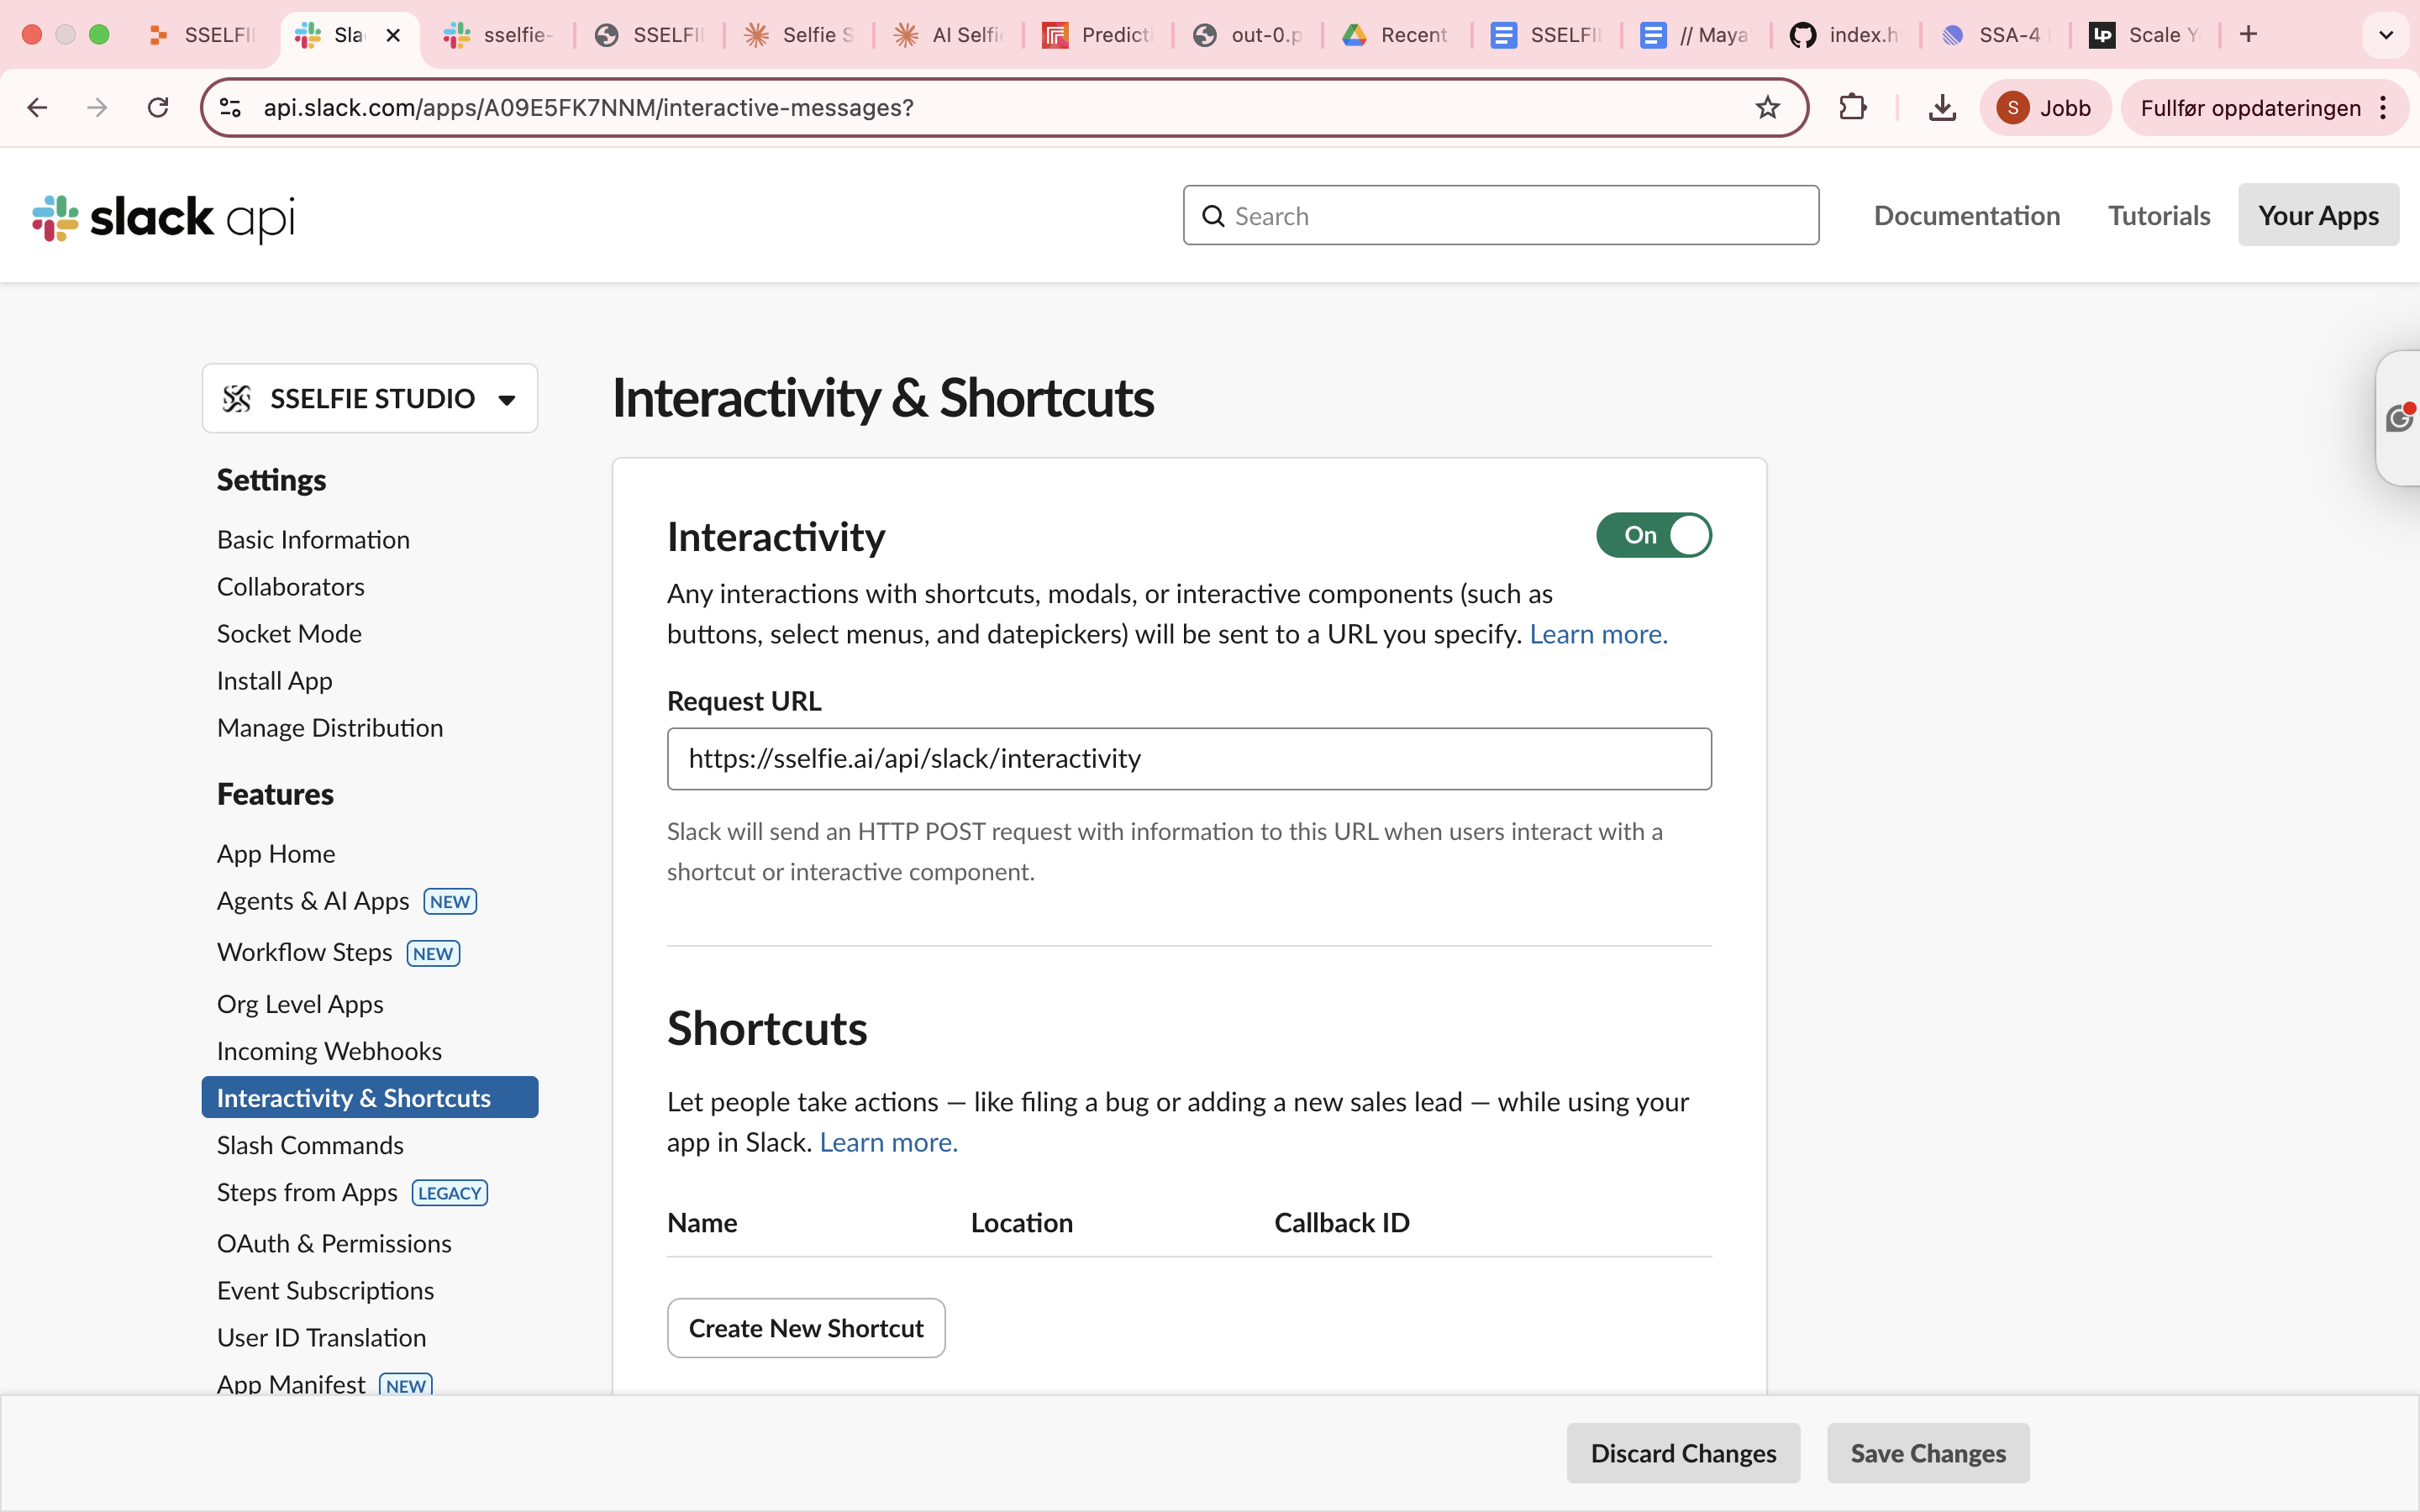 SSELFIE
Sla
sselfie-
SSELFIE
Selfie S
AI Selfi
Predicti
out-0.p
Recent
SSELFIE
// Maya
index.h
SSA-4
Scale Y
api.slack.com/apps/A09E5FK7NNM/interactive-messages?
S
Jobb
Fullfør oppdateringen
slack api
Search
Documentation
Tutorials
Your Apps
SSELFIE STUDIO
Settings
Basic Information
Collaborators
Socket Mode
Install App
Manage Distribution
Features
App Home
Agents & AI Apps NEW
Workflow Steps NEW
Org Level Apps
Incoming Webhooks
Interactivity & Shortcuts
Slash Commands
Steps from Apps LEGACY
OAuth & Permissions
Event Subscriptions
User ID Translation
App Manifest NEW
Interactivity & Shortcuts
Interactivity
On
Any interactions with shortcuts, modals, or interactive components (such as
buttons, select menus, and datepickers) will be sent to a URL you specify. Learn more.
Request URL
https://sselfie.ai/api/slack/interactivity
Slack will send an HTTP POST request with information to this URL when users interact with a
shortcut or interactive component.
Shortcuts
Let people take actions — like filing a bug or adding a new sales lead — while using your
app in Slack. Learn more.
Name Location Callback ID
Create New Shortcut
Discard Changes
Save Changes